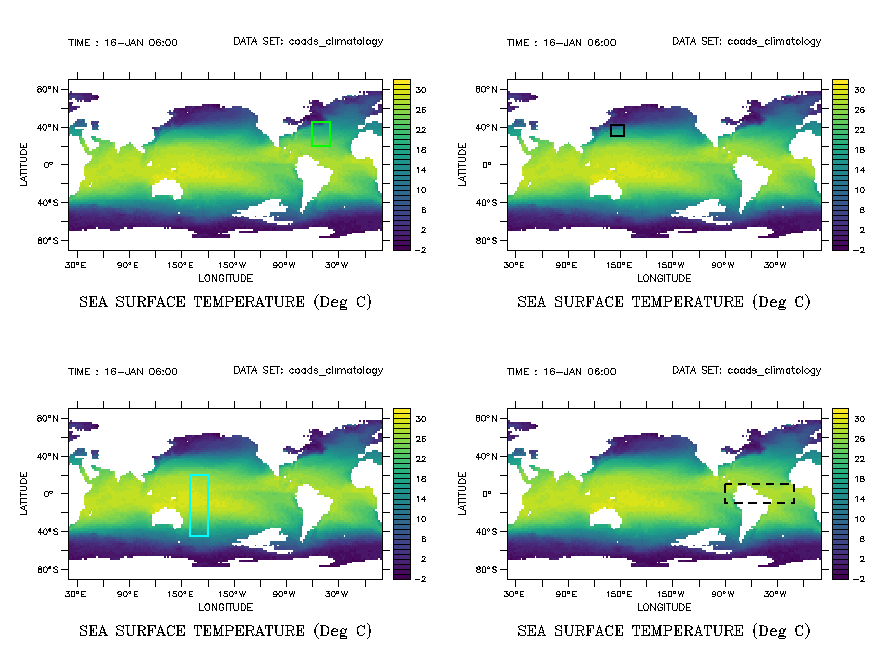 TIME : 16-JAN 06:00 DATA SET: coads_climatology
TIME : 16-JAN 06:00 DATA SET: coads_climatology
80°N
40°N
0°
40°S
80°S
LATITUDE
30°E 90°E 150°E 150°W 90°W 30°W
LONGITUDE
30
26
22
18
14
10
6
2
-2
SEA SURFACE TEMPERATURE (Deg C)
80°N
40°N
0°
40°S
80°S
LATITUDE
30°E 90°E 150°E 150°W 90°W 30°W
LONGITUDE
30
26
22
18
14
10
6
2
-2
SEA SURFACE TEMPERATURE (Deg C)
TIME : 16-JAN 06:00 DATA SET: coads_climatology
TIME : 16-JAN 06:00 DATA SET: coads_climatology
80°N
40°N
0°
40°S
80°S
LATITUDE
30°E 90°E 150°E 150°W 90°W 30°W
LONGITUDE
30
26
22
18
14
10
6
2
-2
SEA SURFACE TEMPERATURE (Deg C)
80°N
40°N
0°
40°S
80°S
LATITUDE
30°E 90°E 150°E 150°W 90°W 30°W
LONGITUDE
30
26
22
18
14
10
6
2
-2
SEA SURFACE TEMPERATURE (Deg C)